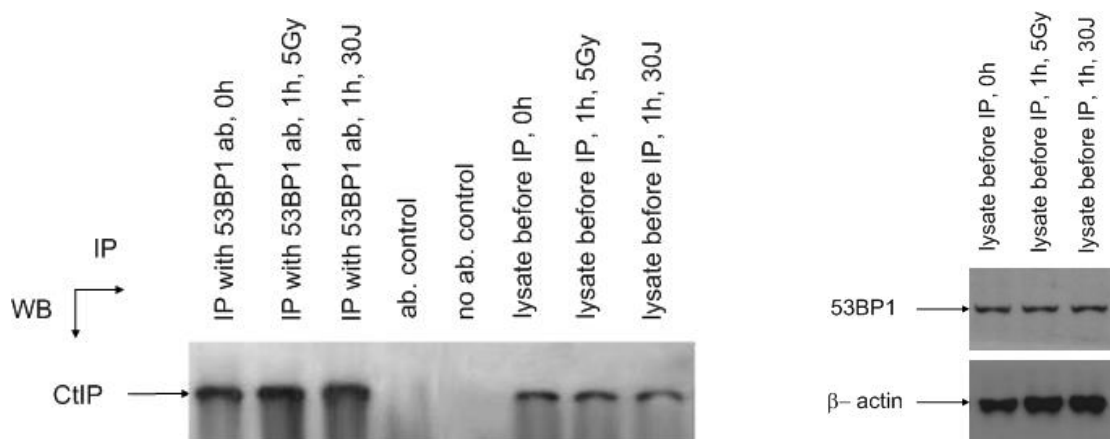 IP with 53BP1 ab, 0h
IP with 53BP1 ab, 1h, 5Gy
IP with 53BP1 ab, 1h, 30J
ab. control
no ab. control
lysate before IP, 0h
lysate before IP, 1h, 5Gy
lysate before IP, 1h, 30J
IP
WB
CtIP
lysate before IP, 0h
lysate before IP, 1h, 5Gy
lysate before IP, 1h, 30J
53BP1
β– actin